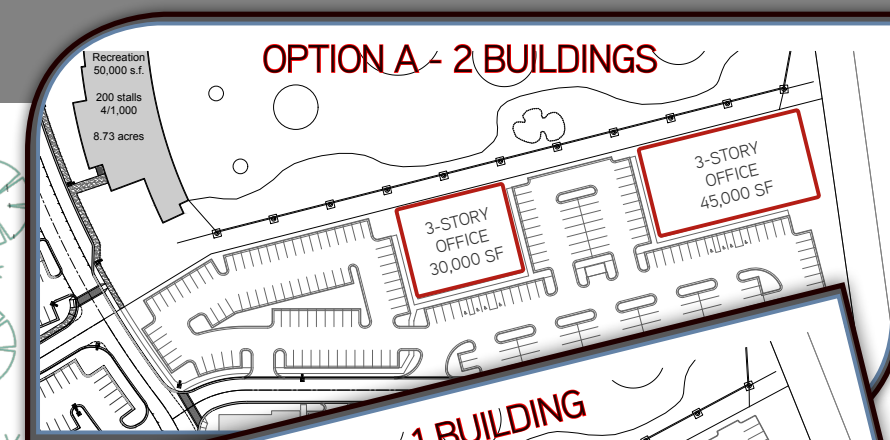 OPTION A - 2 BUILDINGS
Recreation
50,000 s.f.
200 stalls
4/1,000
8.73 acres
3-STORY
OFFICE
45,000 SF
3-STORY
OFFICE
30,000 SF
1 BUILDING